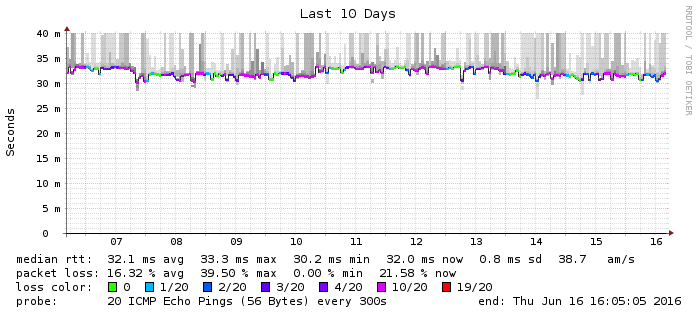 Last 10 Days
RRDTOOL / TOBI OETIKER
Seconds
40 m
35 m
30 m
25 m
20 m
15 m
10 m
5 m
0
07 08 09 10 11 12 13 14 15 16
median rtt: 32.1 ms avg 33.3 ms max 30.2 ms min 32.0 ms now 0.8 ms sd 38.7 am/s
packet loss: 16.32 % avg 39.50 % max 0.00 % min 21.58 % now
loss color: 0 1/20 2/20 3/20 4/20 10/20 19/20
probe: 20 ICMP Echo Pings (56 Bytes) every 300s end: Thu Jun 16 16:05:05 2016